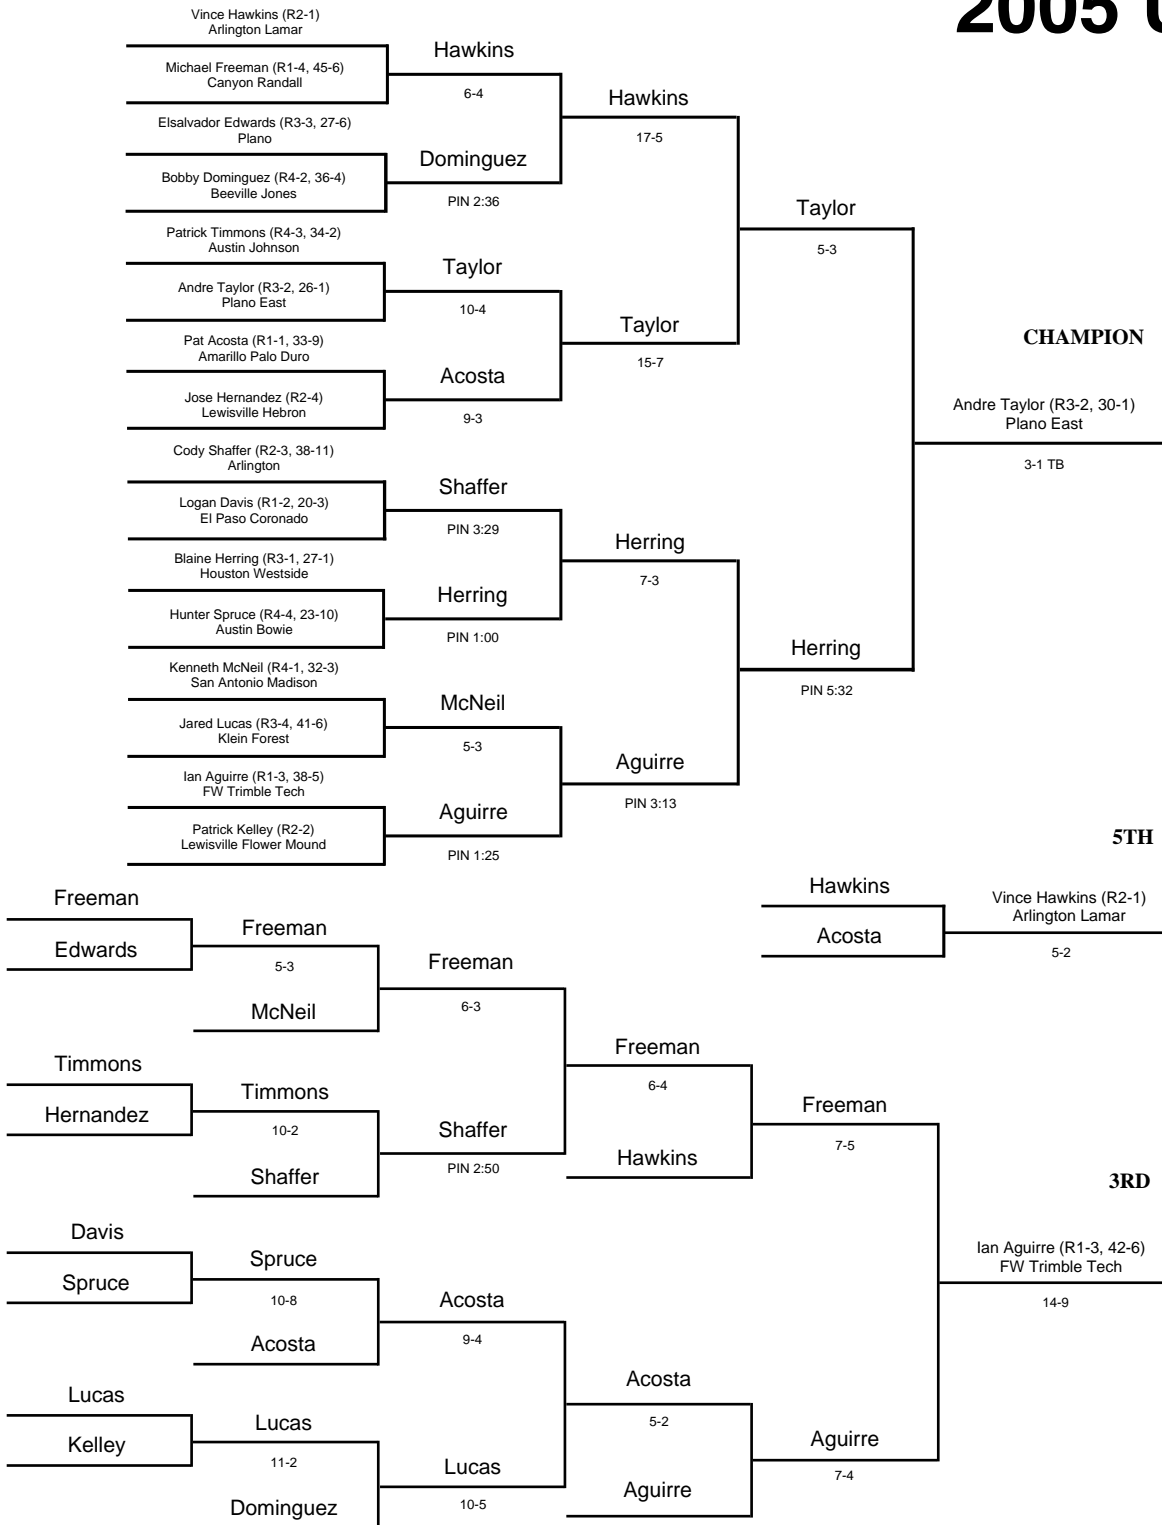 2005 U
Vince Hawkins (R2-1)
Arlington Lamar
Michael Freeman (R1-4, 45-6)
Canyon Randall
Elsalvador Edwards (R3-3, 27-6)
Plano
Bobby Dominguez (R4-2, 36-4)
Beeville Jones
Patrick Timmons (R4-3, 34-2)
Austin Johnson
Andre Taylor (R3-2, 26-1)
Plano East
Pat Acosta (R1-1, 33-9)
Amarillo Palo Duro
Jose Hernandez (R2-4)
Lewisville Hebron
Cody Shaffer (R2-3, 38-11)
Arlington
Logan Davis (R1-2, 20-3)
El Paso Coronado
Blaine Herring (R3-1, 27-1)
Houston Westside
Hunter Spruce (R4-4, 23-10)
Austin Bowie
Kenneth McNeil (R4-1, 32-3)
San Antonio Madison
Jared Lucas (R3-4, 41-6)
Klein Forest
Ian Aguirre (R1-3, 38-5)
FW Trimble Tech
Patrick Kelley (R2-2)
Lewisville Flower Mound
Hawkins
6-4
Dominguez
PIN 2:36
Taylor
10-4
Acosta
9-3
Shaffer
PIN 3:29
Herring
PIN 1:00
McNeil
5-3
Aguirre
PIN 1:25
Hawkins
17-5
Taylor
15-7
Herring
7-3
Aguirre
PIN 3:13
Taylor
5-3
Herring
PIN 5:32
CHAMPION
Andre Taylor (R3-2, 30-1)
Plano East
3-1 TB
5TH
Hawkins
Acosta
Vince Hawkins (R2-1)
Arlington Lamar
5-2
Freeman
Edwards
Timmons
Hernandez
Davis
Spruce
Lucas
Kelley
Freeman
5-3
McNeil
Timmons
10-2
Shaffer
Spruce
10-8
Acosta
Lucas
11-2
Dominguez
Freeman
6-3
Shaffer
PIN 2:50
Acosta
9-4
Lucas
10-5
Freeman
6-4
Hawkins
Acosta
5-2
Aguirre
Freeman
7-5
Aguirre
7-4
3RD
Ian Aguirre (R1-3, 42-6)
FW Trimble Tech
14-9